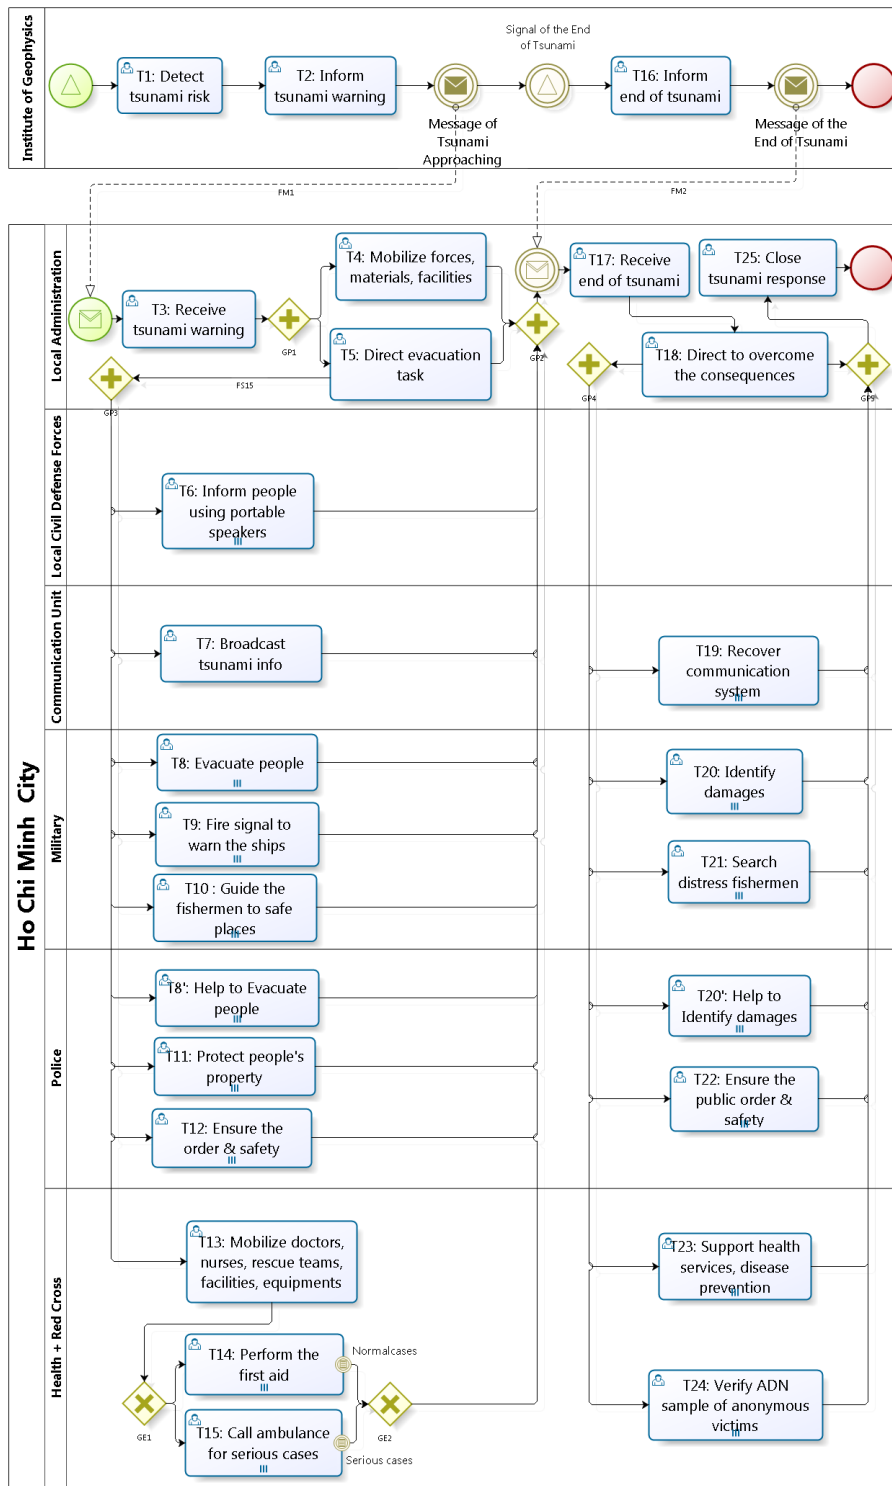 Institute of Geophysics
T1: Detect
tsunami risk
T2: Inform
tsunami warning
Message of
Tsunami
Approaching
Signal of the End
of Tsunami
T16: Inform
end of tsunami
Message of the
End of Tsunami
FM1
FM2
Ho Chi Minh City
Local Administration
T3: Receive
tsunami warning
GP1
T4: Mobilize forces,
materials, facilities
T5: Direct evacuation
task
GP2
FS15
GP3
T17: Receive
end of tsunami
T25: Close
tsunami response
T18: Direct to overcome
the consequences
GP4
GP5
Local Civil Defense Forces
T6: Inform people
using portable
speakers
Communication Unit
T7: Broadcast
tsunami info
T19: Recover
communication
system
Military
T8: Evacuate people
T9: Fire signal to
warn the ships
T10 : Guide the
fishermen to safe
places
T20: Identify
damages
T21: Search
distress fishermen
Police
T8': Help to Evacuate
people
T11: Protect people's
property
T12: Ensure the
order & safety
T20': Help to
Identify damages
T22: Ensure the
public order &
safety
Health + Red Cross
T13: Mobilize doctors,
nurses, rescue teams,
facilities, equipments
T14: Perform the
first aid
Normalcases
GE1
GE2
T15: Call ambulance
for serious cases
Serious cases
T23: Support health
services, disease
prevention
T24: Verify ADN
sample of anonymous
victims